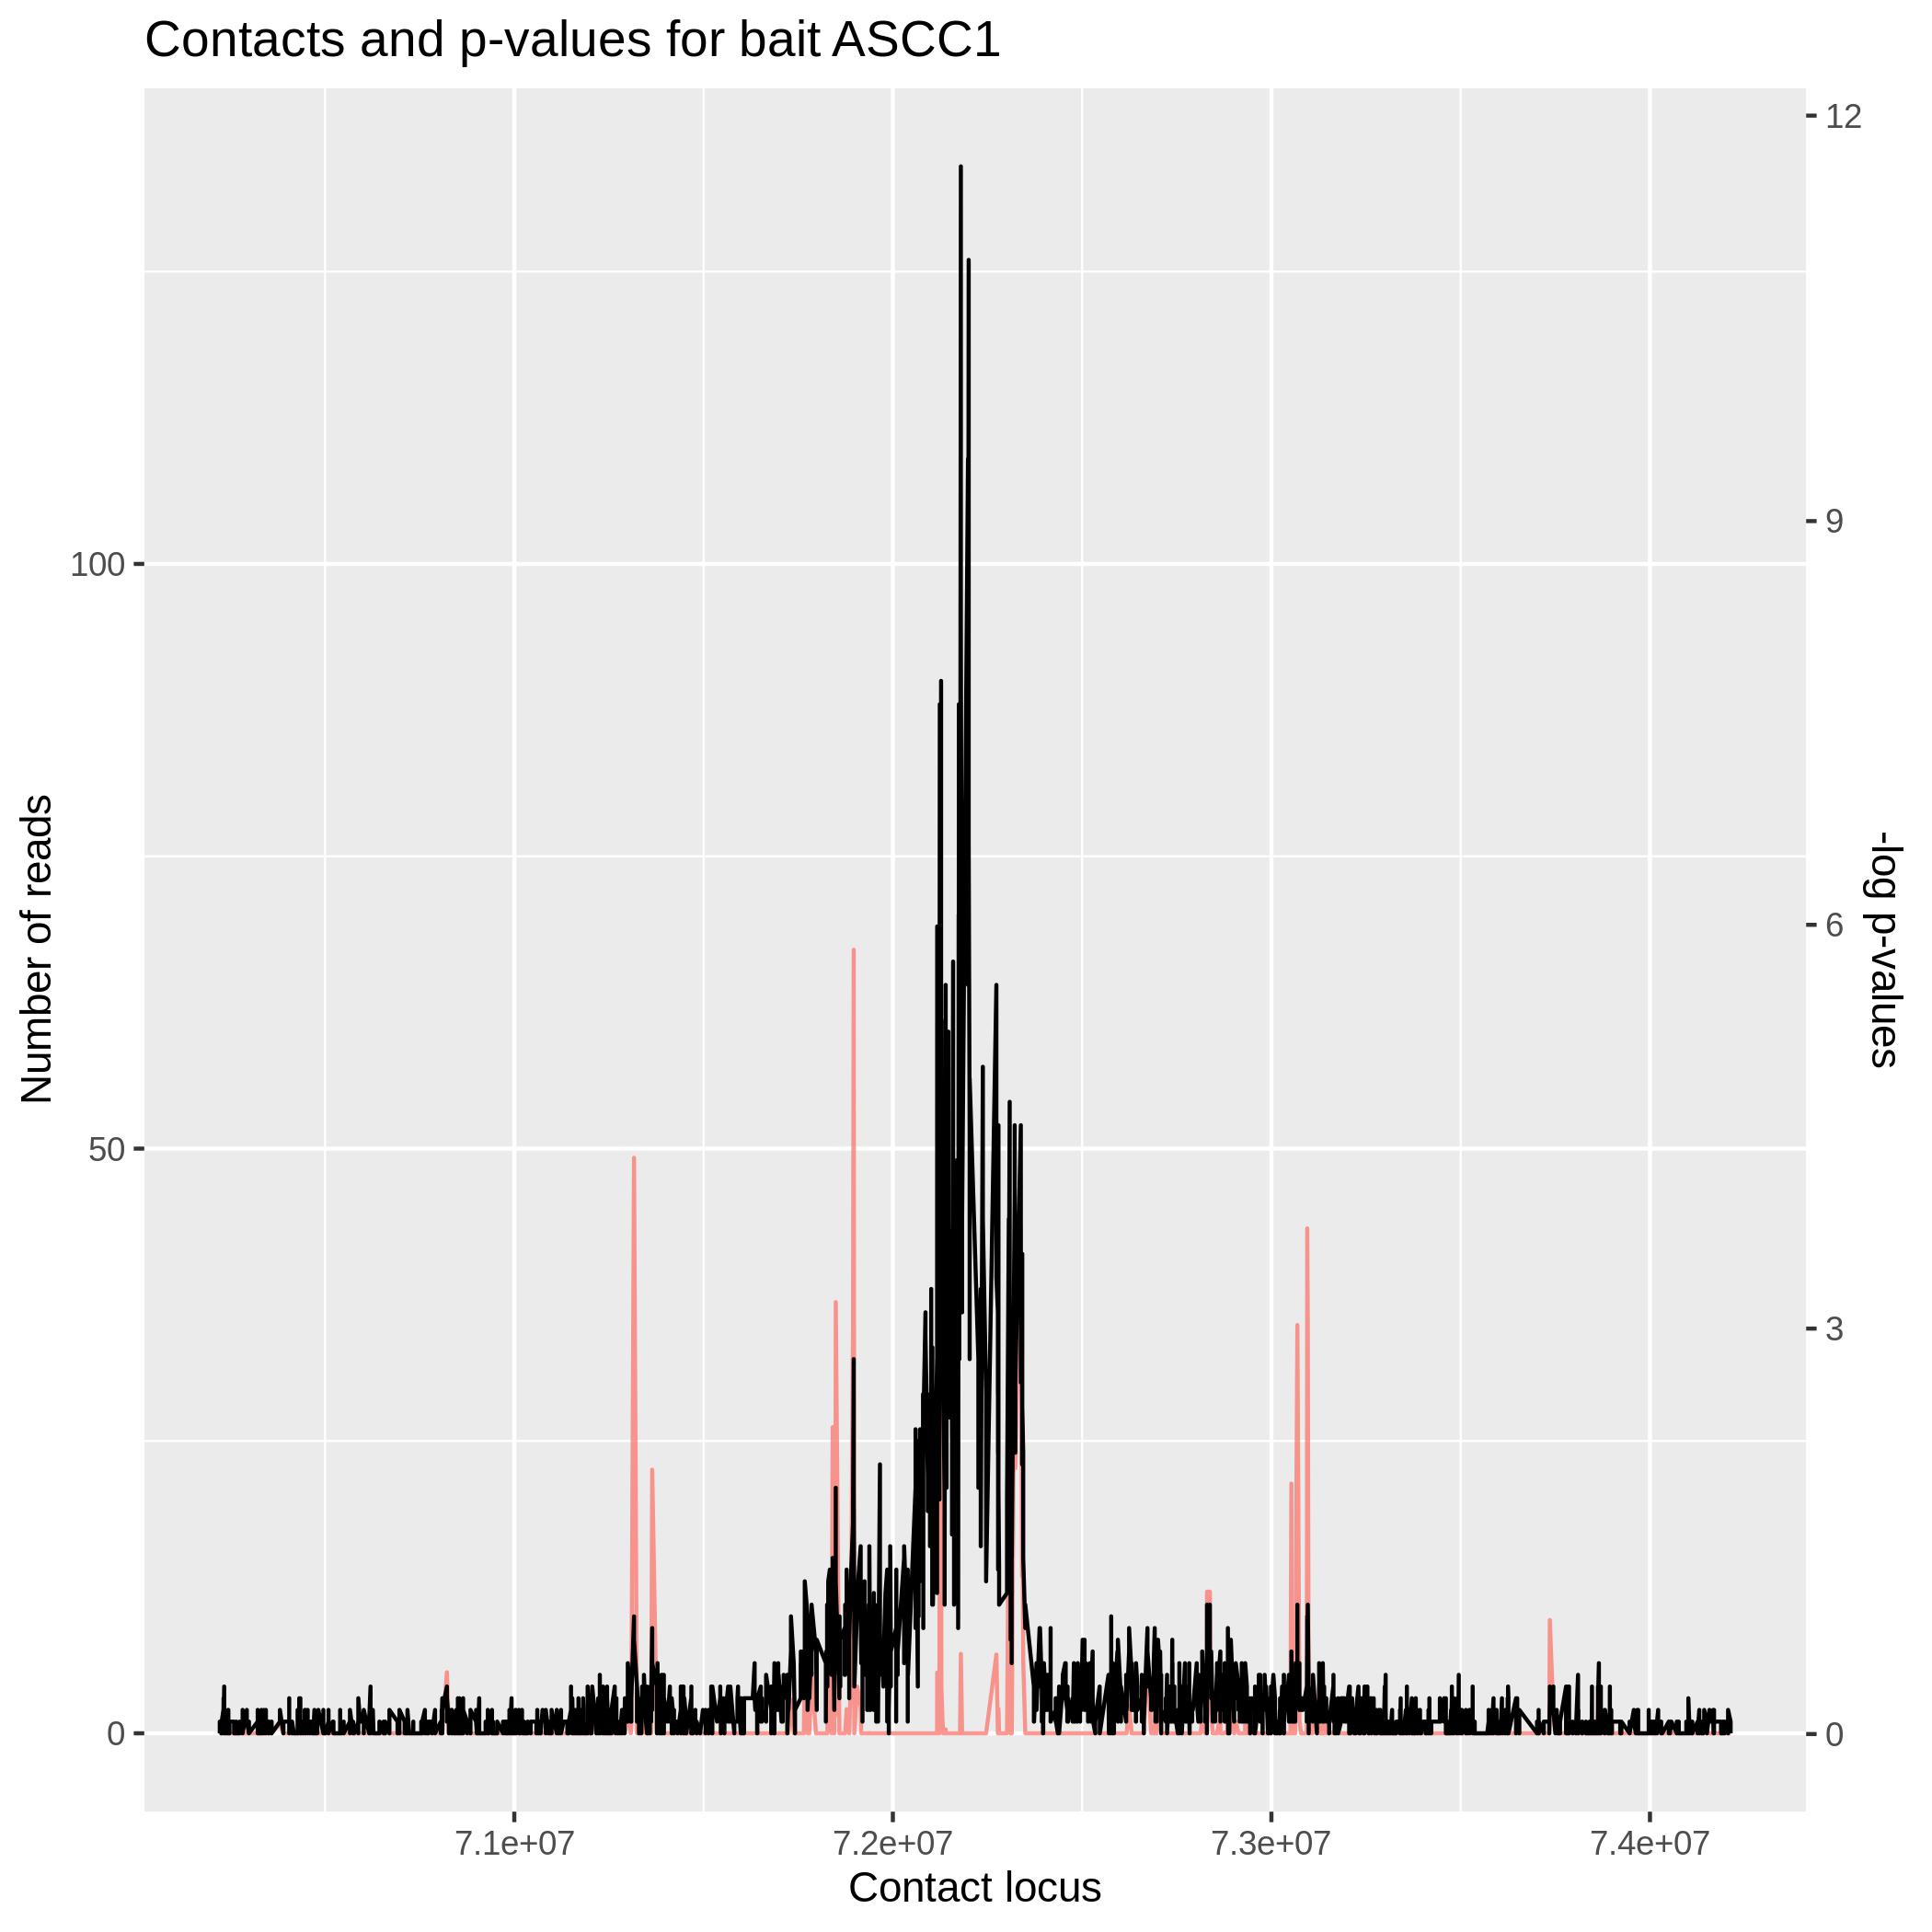 Contacts and p-values for bait ASCC1
Number of reads
100
50
0
12
9
6
3
0
-log p-values
7.1e+07
7.2e+07
7.3e+07
7.4e+07
Contact locus